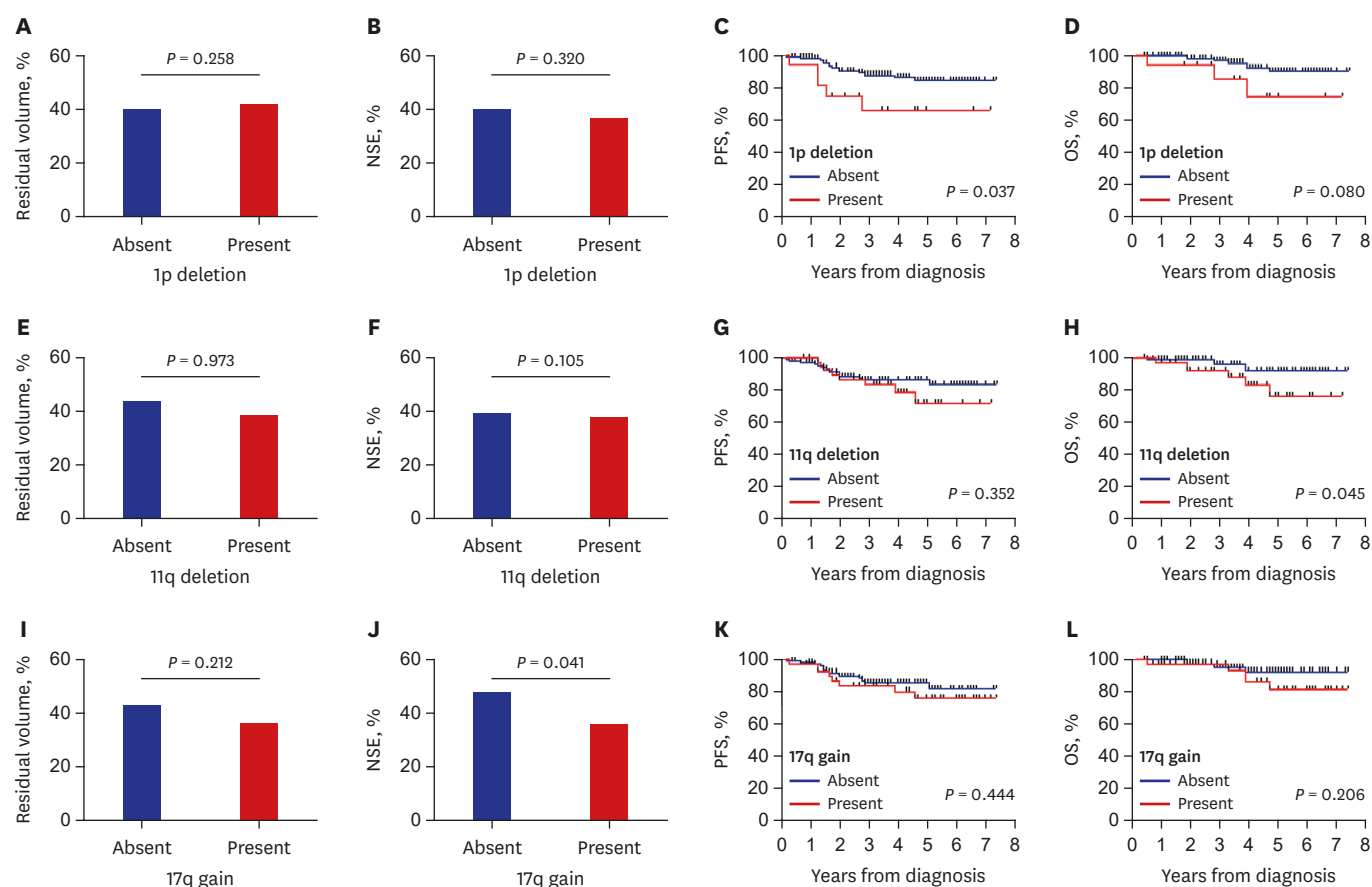 A
Residual volume, %
60
40
20
0
P = 0.258
Absent Present
1p deletion
B
NSE, %
60
40
20
0
P = 0.320
Absent Present
1p deletion
C
PFS, %
100
80
60
40
20
0
1p deletion
Absent
Present
P = 0.037
0 1 2 3 4 5 6 7 8
Years from diagnosis
D
OS, %
100
80
60
40
20
0
1p deletion
Absent
Present
P = 0.080
0 1 2 3 4 5 6 7 8
Years from diagnosis
E
Residual volume, %
60
40
20
0
P = 0.973
Absent Present
11q deletion
F
NSE, %
60
40
20
0
P = 0.105
Absent Present
11q deletion
G
PFS, %
100
80
60
40
20
0
11q deletion
Absent
Present
P = 0.352
0 1 2 3 4 5 6 7 8
Years from diagnosis
H
OS, %
100
80
60
40
20
0
11q deletion
Absent
Present
P = 0.045
0 1 2 3 4 5 6 7 8
Years from diagnosis
I
Residual volume, %
60
40
20
0
P = 0.212
Absent Present
17q gain
J
NSE, %
60
40
20
0
P = 0.041
Absent Present
17q gain
K
PFS, %
100
80
60
40
20
0
17q gain
Absent
Present
P = 0.444
0 1 2 3 4 5 6 7 8
Years from diagnosis
L
OS, %
100
80
60
40
20
0
17q gain
Absent
Present
P = 0.206
0 1 2 3 4 5 6 7 8
Years from diagnosis